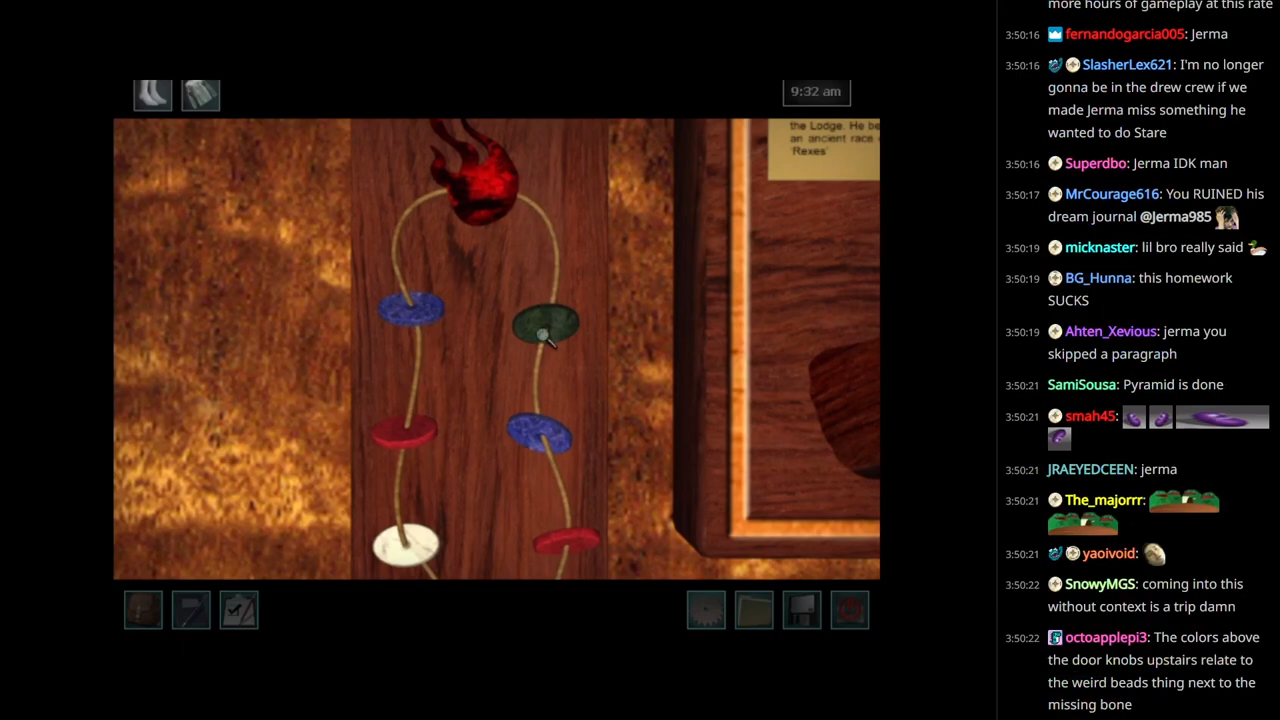 9:32 am
the Lodge. He be
an ancient race
'Rexes'
more hours of gameplay at this rate
3:50:16 fernandogarcia005: Jerma
3:50:16 SlasherLex621: I'm no longer
gonna be in the drew crew if we
made Jerma miss something he
wanted to do Stare
3:50:16 Superdbo: Jerma IDK man
3:50:17 MrCourage616: You RUINED his
dream journal @Jerma985
3:50:19 micknaster: lil bro really said
3:50:19 BG_Hunna: this homework
SUCKS
3:50:19 Ahten_Xevious: jerma you
skipped a paragraph
3:50:21 SamiSousa: Pyramid is done
3:50:21 smah45:
3:50:21 JRAEYEDCEEN: jerma
3:50:21 The_majorrr:
3:50:21 yaoivoid:
3:50:22 SnowyMGS: coming into this
without context is a trip damn
3:50:22 octoapplepi3: The colors above
the door knobs upstairs relate to
the weird beads thing next to the
missing bone